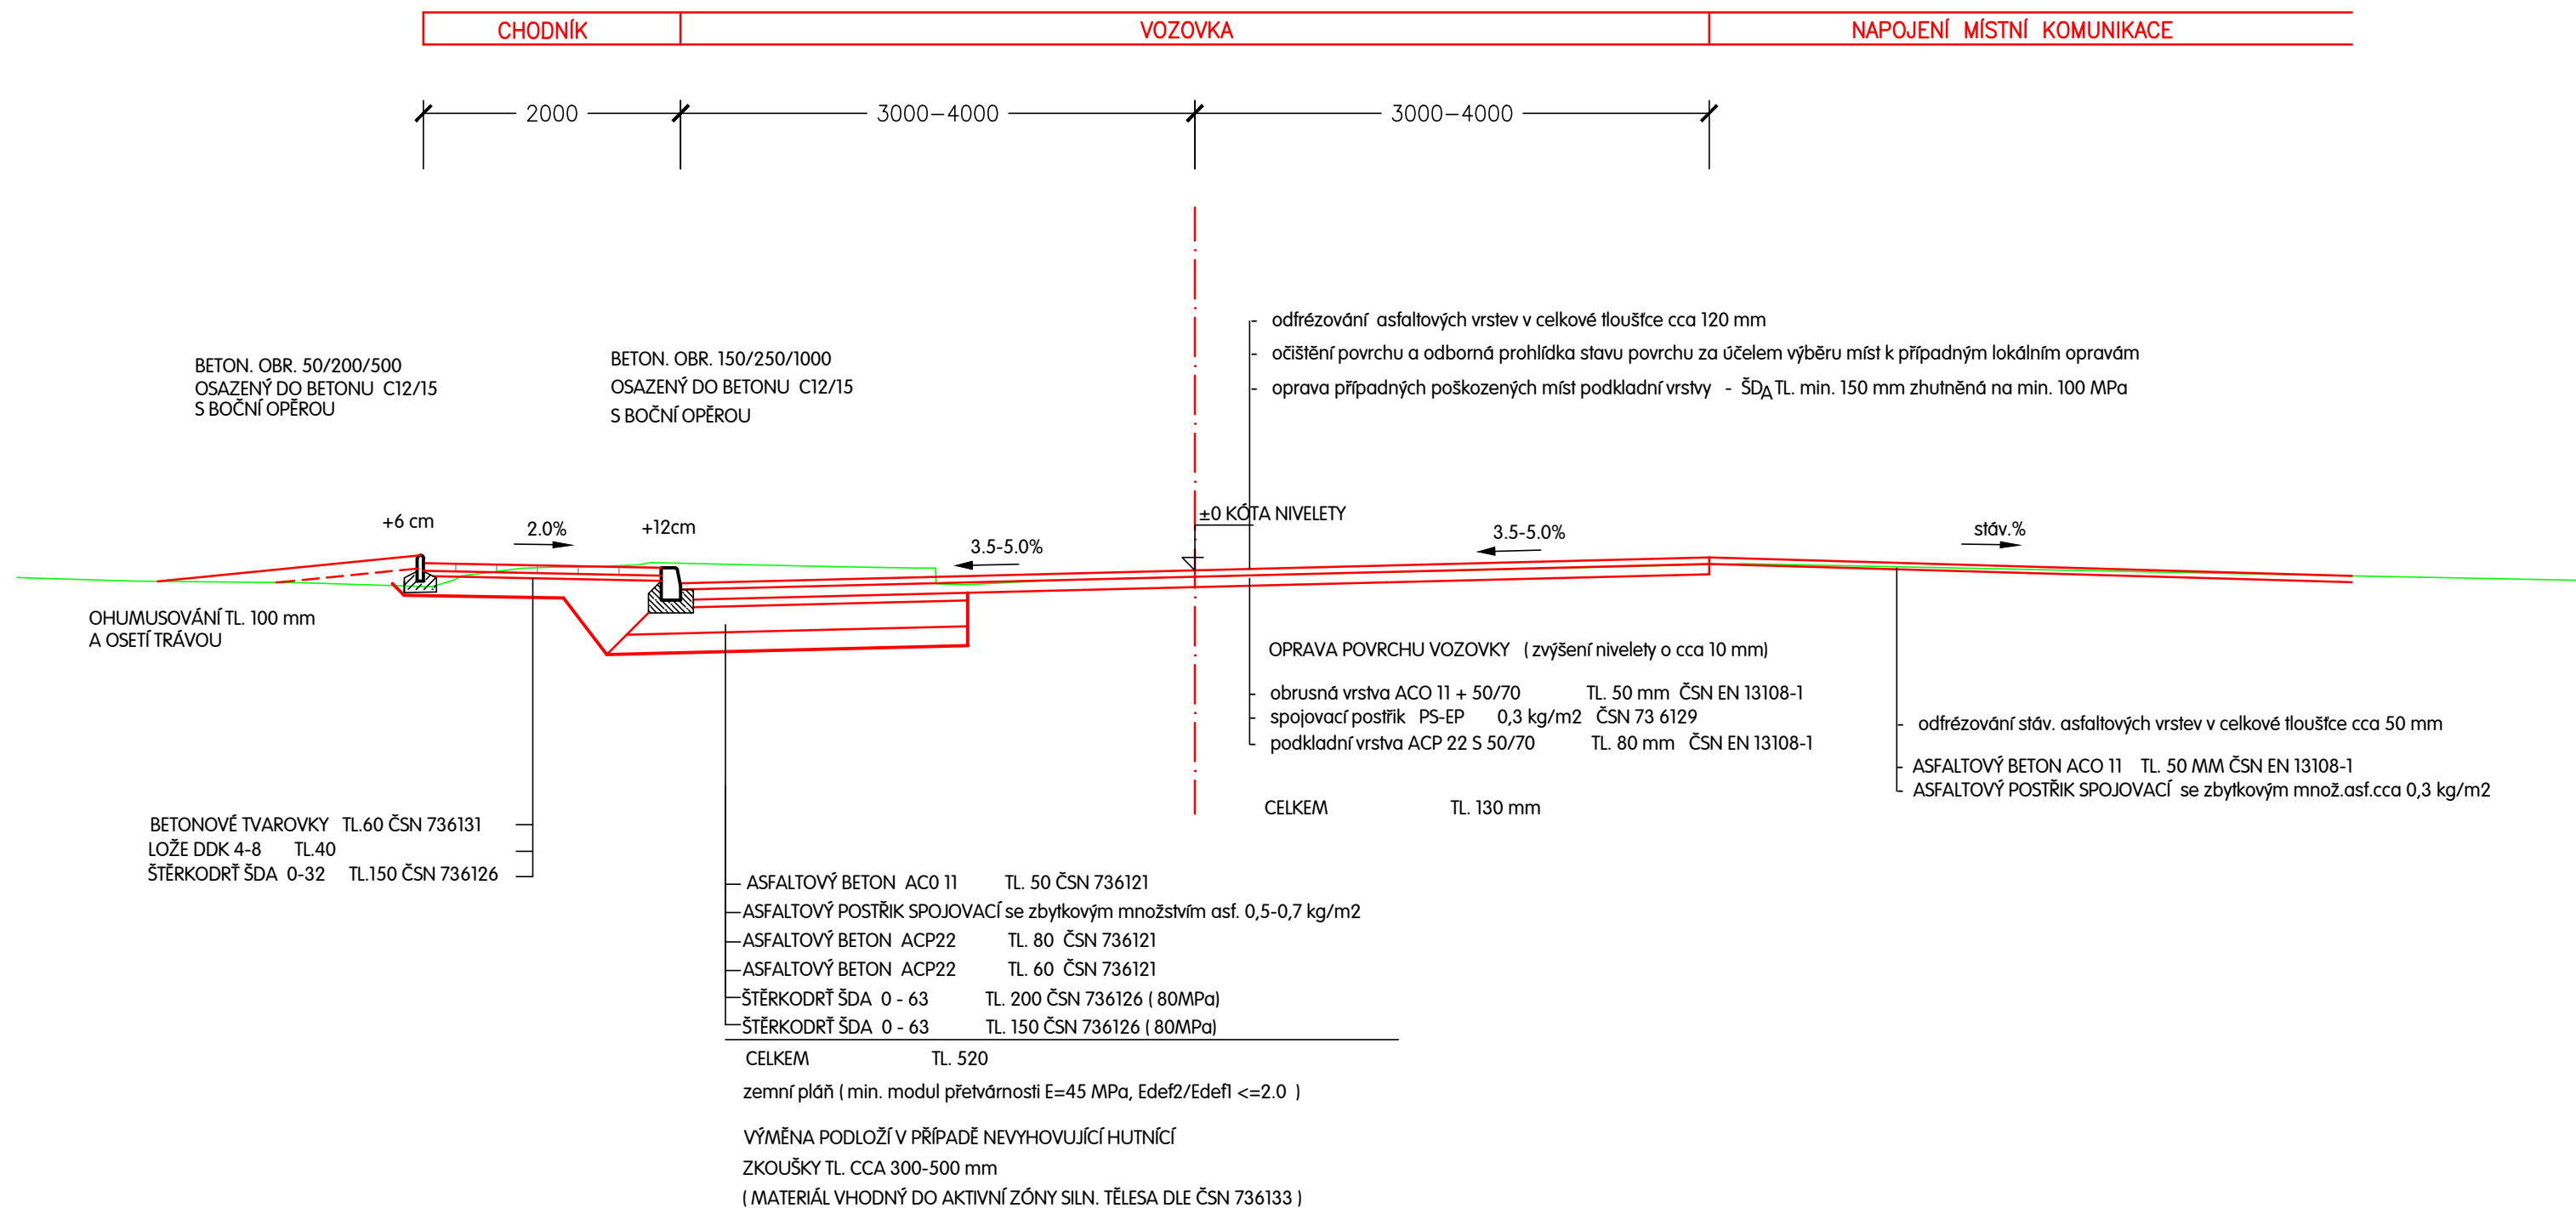 CHODNÍK
VOZOVKA
NAPOJENÍ MÍSTNÍ KOMUNIKACE
2000
3000-4000
3000-4000
odfrézování asfaltových vrstev v celkové tloušťce cca 120 mm
očištění povrchu a odborná prohlídka stavu povrchu za účelem výběru míst k případným lokálním opravám
oprava případných poškozených míst podkladní vrstvy - ŠDA TL. min. 150 mm zhutněná na min. 100 MPa
BETON. OBR. 50/200/500
OSAZENÝ DO BETONU C12/15
S BOČNÍ OPĚROU
BETON. OBR. 150/250/1000
OSAZENÝ DO BETONU C12/15
S BOČNÍ OPĚROU
+6 cm
2.0%
+12cm
3.5-5.0%
±0 KÓTA NIVELETY
3.5-5.0%
stáv.%
OHUMUSOVÁNÍ TL. 100 mm
A OSETÍ TRÁVOU
OPRAVA POVRCHU VOZOVKY ( zvýšení nivelety o cca 10 mm)
obrusná vrstva ACO 11 + 50/70 TL. 50 mm ČSN EN 13108-1
spojovací postřik PS-EP 0,3 kg/m2 ČSN 73 6129
podkladní vrstva ACP 22 S 50/70 TL. 80 mm ČSN EN 13108-1
CELKEM TL. 130 mm
odfrézování stáv. asfaltových vrstev v celkové tloušťce cca 50 mm
ASFALTOVÝ BETON ACO 11 TL. 50 MM ČSN EN 13108-1
ASFALTOVÝ POSTŘIK SPOJOVACÍ se zbytkovým množ.asf.cca 0,3 kg/m2
BETONOVÉ TVAROVKY TL.60 ČSN 736131
LOŽE DDK 4-8 TL.40
ŠTĚRKODRŤ ŠDA 0-32 TL.150 ČSN 736126
ASFALTOVÝ BETON AC0 11 TL. 50 ČSN 736121
ASFALTOVÝ POSTŘIK SPOJOVACÍ se zbytkovým množstvím asf. 0,5-0,7 kg/m2
ASFALTOVÝ BETON ACP22 TL. 80 ČSN 736121
ASFALTOVÝ BETON ACP22 TL. 60 ČSN 736121
ŠTĚRKODRŤ ŠDA 0 - 63 TL. 200 ČSN 736126 ( 80MPa)
ŠTĚRKODRŤ ŠDA 0 - 63 TL. 150 ČSN 736126 ( 80MPa)
CELKEM TL. 520
zemní pláň ( min. modul přetvárnosti E=45 MPa, Edef2/Edef1 <=2.0 )
VÝMĚNA PODLOŽÍ V PŘÍPADĚ NEVYHOVUJÍCÍ HUTNÍCÍ
ZKOUŠKY TL. CCA 300-500 mm
( MATERIÁL VHODNÝ DO AKTIVNÍ ZÓNY SILN. TĚLESA DLE ČSN 736133 )